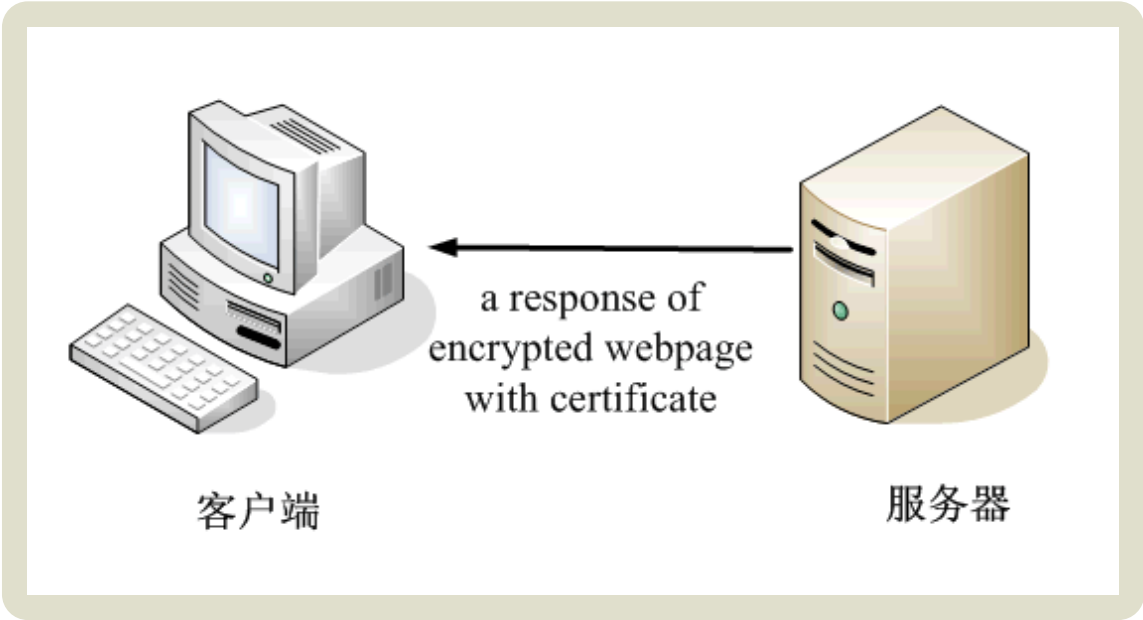 a response of
encrypted webpage
with certificate
客户端
服务器